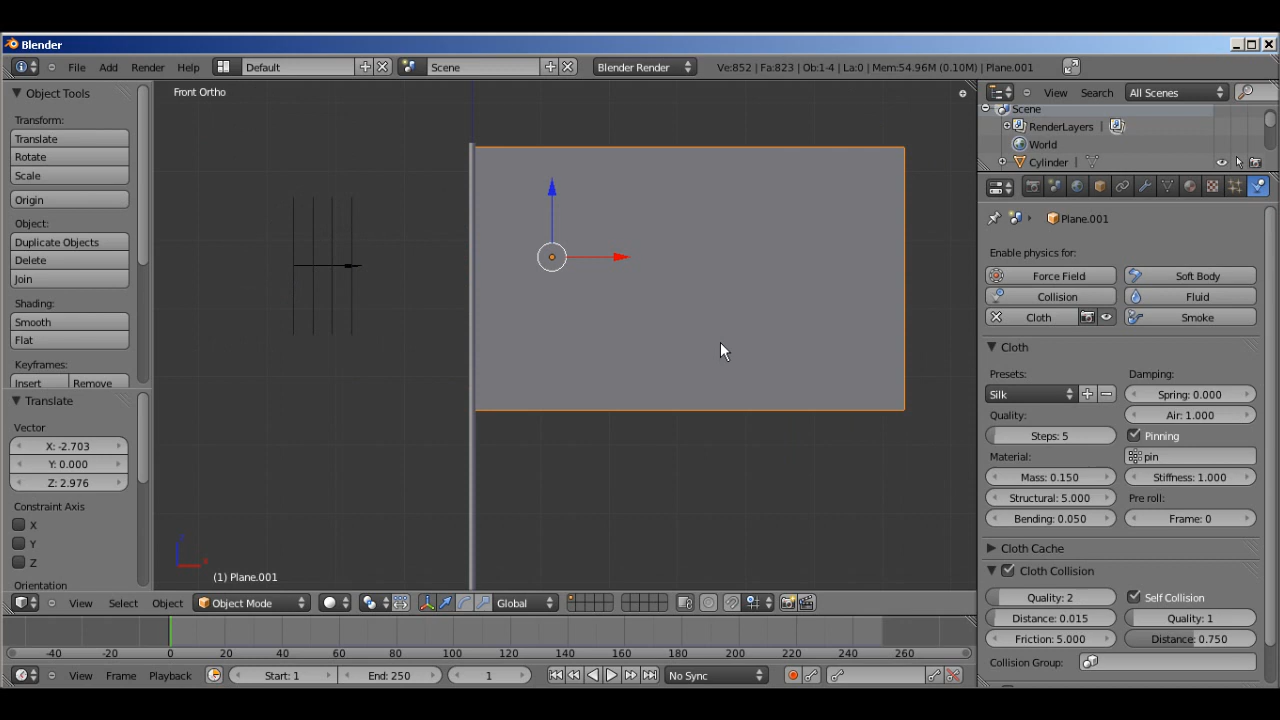 Blender
File Add Render Help Default Scene Blender Render Ve:852 | Fa:823 | Ob:1-4 | La:0 | Mem:54.96M (0.10M) | Plane.001
Object Tools
Transform:
Translate
Rotate
Scale
Origin
Object:
Duplicate Objects
Delete
Join
Shading:
Smooth
Flat
Keyframes:
Insert Remove
Translate
Vector
X: -2.703
Y: 0.000
Z: 2.976
Constraint Axis
X
Y
Z
Orientation
Front Ortho
(1) Plane.001
View Select Object Object Mode Global
-40 -20 0 20 40 60 80 100 120 140 160 180 200 220 240 260
View Frame Playback Start: 1 End: 250 1 No Sync
View Search All Scenes
Scene
RenderLayers |
World
Cylinder |
Plane.001
Enable physics for:
Force Field Soft Body
Collision Fluid
Cloth Smoke
Cloth
Presets: Damping:
Silk Spring: 0.000
Quality: Air: 1.000
Steps: 5 Pinning
Material: pin
Mass: 0.150 Stiffness: 1.000
Structural: 5.000 Pre roll:
Bending: 0.050 Frame: 0
Cloth Cache
Cloth Collision
Quality: 2 Self Collision
Distance: 0.015 Quality: 1
Friction: 5.000 Distance: 0.750
Collision Group: